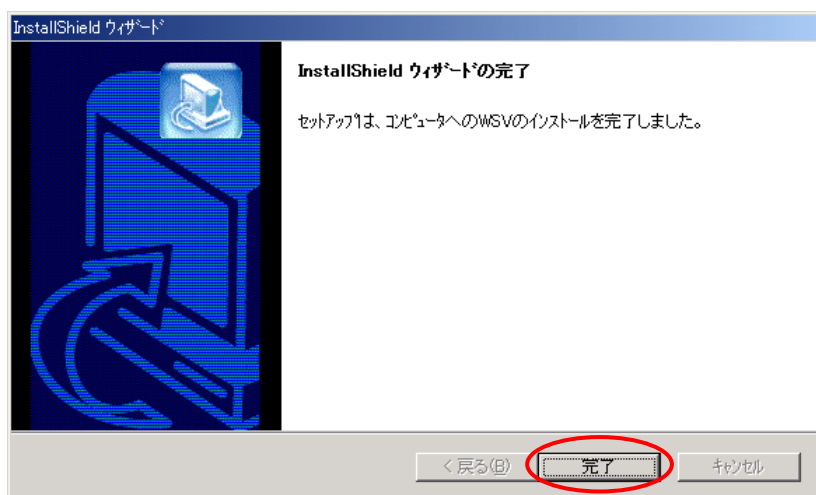 InstallShield ウィザード
InstallShield ウィザードの完了
セットアップは、コンピュータへのWSVのインストールを完了しました。
< 戻る(B)
完了
キャンセル